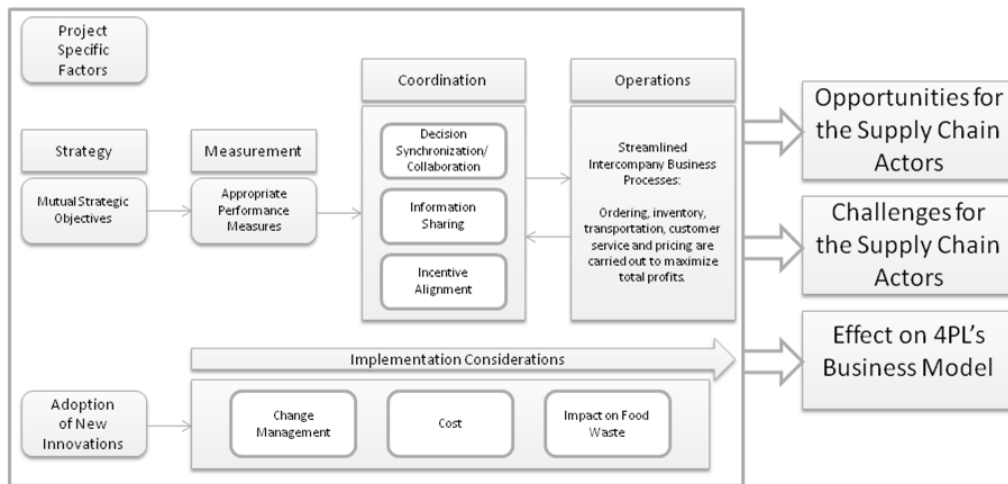 Project
Specific
Factors
Strategy
Mutual Strategic
Objectives
Measurement
Appropriate
Performance
Measures
Coordination
Decision
Synchronization/
Collaboration
Information
Sharing
Incentive
Alignment
Operations
Streamlined
Intercompany Business
Processes:
Ordering, inventory,
transportation, customer
service and pricing are
carried out to maximize
total profits.
Implementation Considerations
Adoption
of New
Innovations
Change
Management
Cost
Impact on Food
Waste
Opportunities for
the Supply Chain
Actors
Challenges for
the Supply Chain
Actors
Effect on 4PL's
Business Model